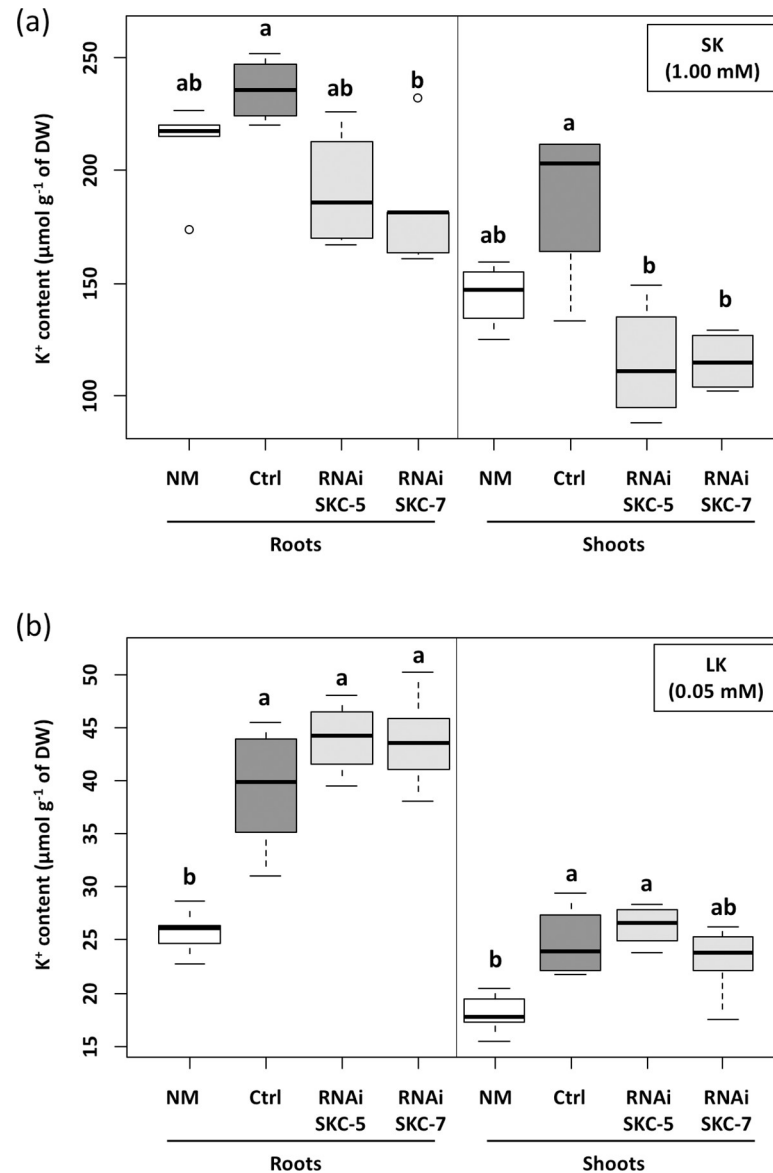 (a)
SK
(1.00 mM)
K⁺ content (µmol g⁻¹ of DW)
250
200
150
100
ab
a
ab
b
ab
a
b
b
NM
Ctrl
RNAi
SKC-5
RNAi
SKC-7
NM
Ctrl
RNAi
SKC-5
RNAi
SKC-7
Roots
Shoots
(b)
LK
(0.05 mM)
K⁺ content (µmol g⁻¹ of DW)
50
45
40
35
30
25
20
15
b
a
a
a
b
a
a
ab
NM
Ctrl
RNAi
SKC-5
RNAi
SKC-7
NM
Ctrl
RNAi
SKC-5
RNAi
SKC-7
Roots
Shoots